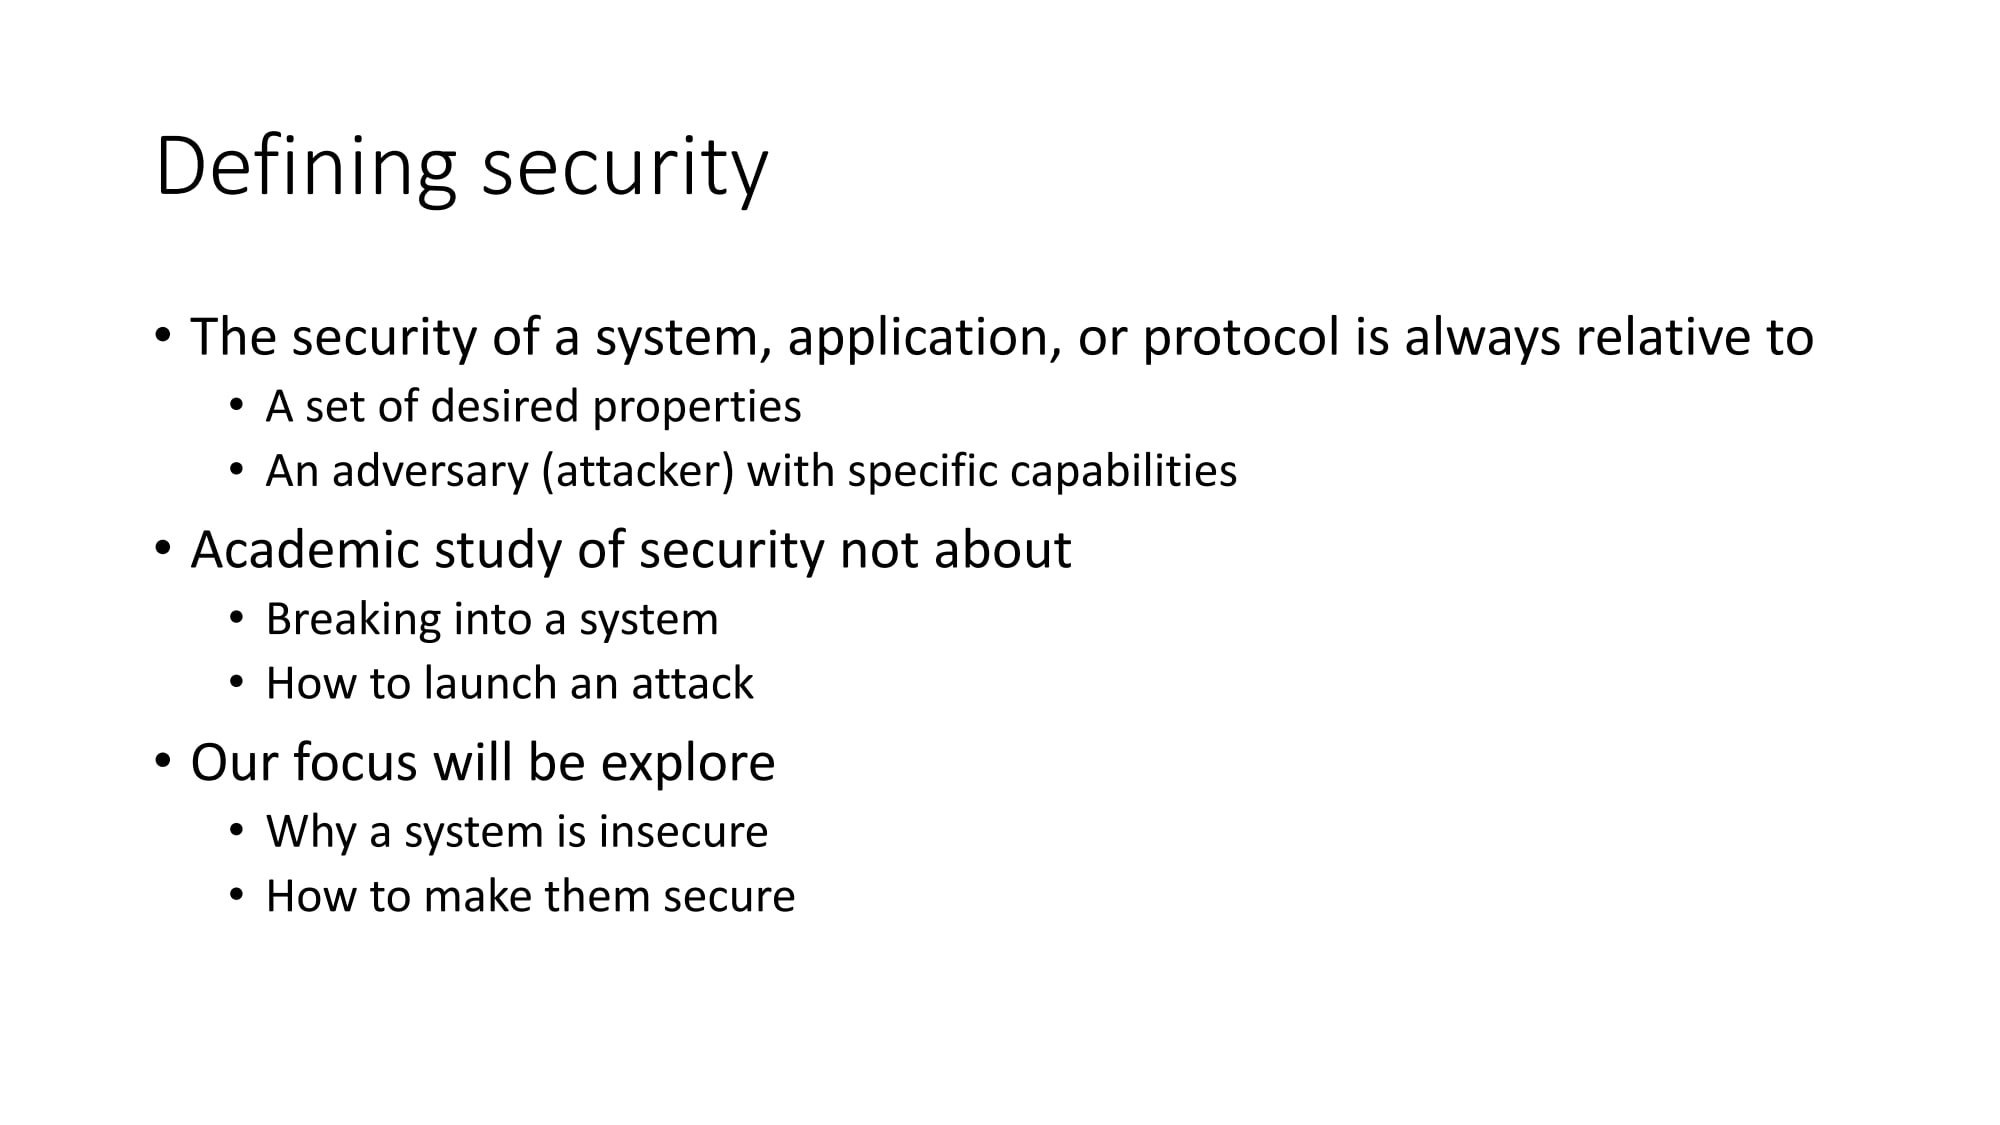 Defining security
• The security of a system, application, or protocol is always relative to
• A set of desired properties
• An adversary (attacker) with specific capabilities
• Academic study of security not about
• Breaking into a system
• How to launch an attack
• Our focus will be explore
• Why a system is insecure
• How to make them secure